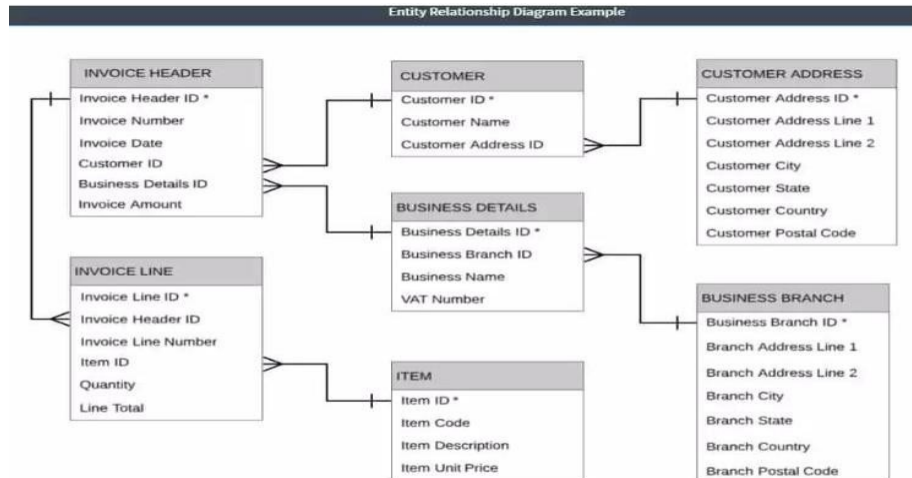 Entity Relationship Diagram Example
INVOICE HEADER
Invoice Header ID *
Invoice Number
Invoice Date
Customer ID
Business Details ID
Invoice Amount
INVOICE LINE
Invoice Line ID *
Invoice Header ID
Invoice Line Number
Item ID
Quantity
Line Total
CUSTOMER
Customer ID *
Customer Name
Customer Address ID
BUSINESS DETAILS
Business Details ID *
Business Branch ID
Business Name
VAT Number
ITEM
Item ID *
Item Code
Item Description
Item Unit Price
CUSTOMER ADDRESS
Customer Address ID *
Customer Address Line 1
Customer Address Line 2
Customer City
Customer State
Customer Country
Customer Postal Code
BUSINESS BRANCH
Business Branch ID *
Branch Address Line 1
Branch Address Line 2
Branch City
Branch State
Branch Country
Branch Postal Code